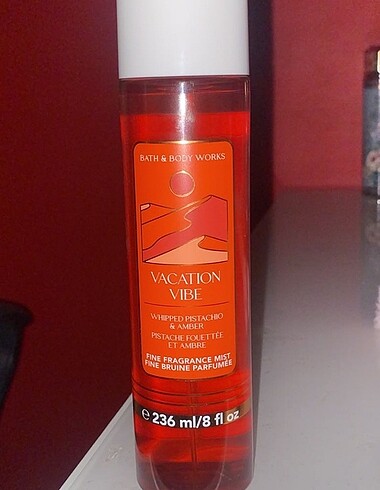 BATH & BODY WORKS
VACATION
VIBE
WHIPPED PISTACHIO
& AMBER
PISTACHE FOUETTÉE
ET AMBRE
FINE FRAGRANCE MIST
FINE BRUINE PARFUMÉE
℮ 236 ml/8 fl oz